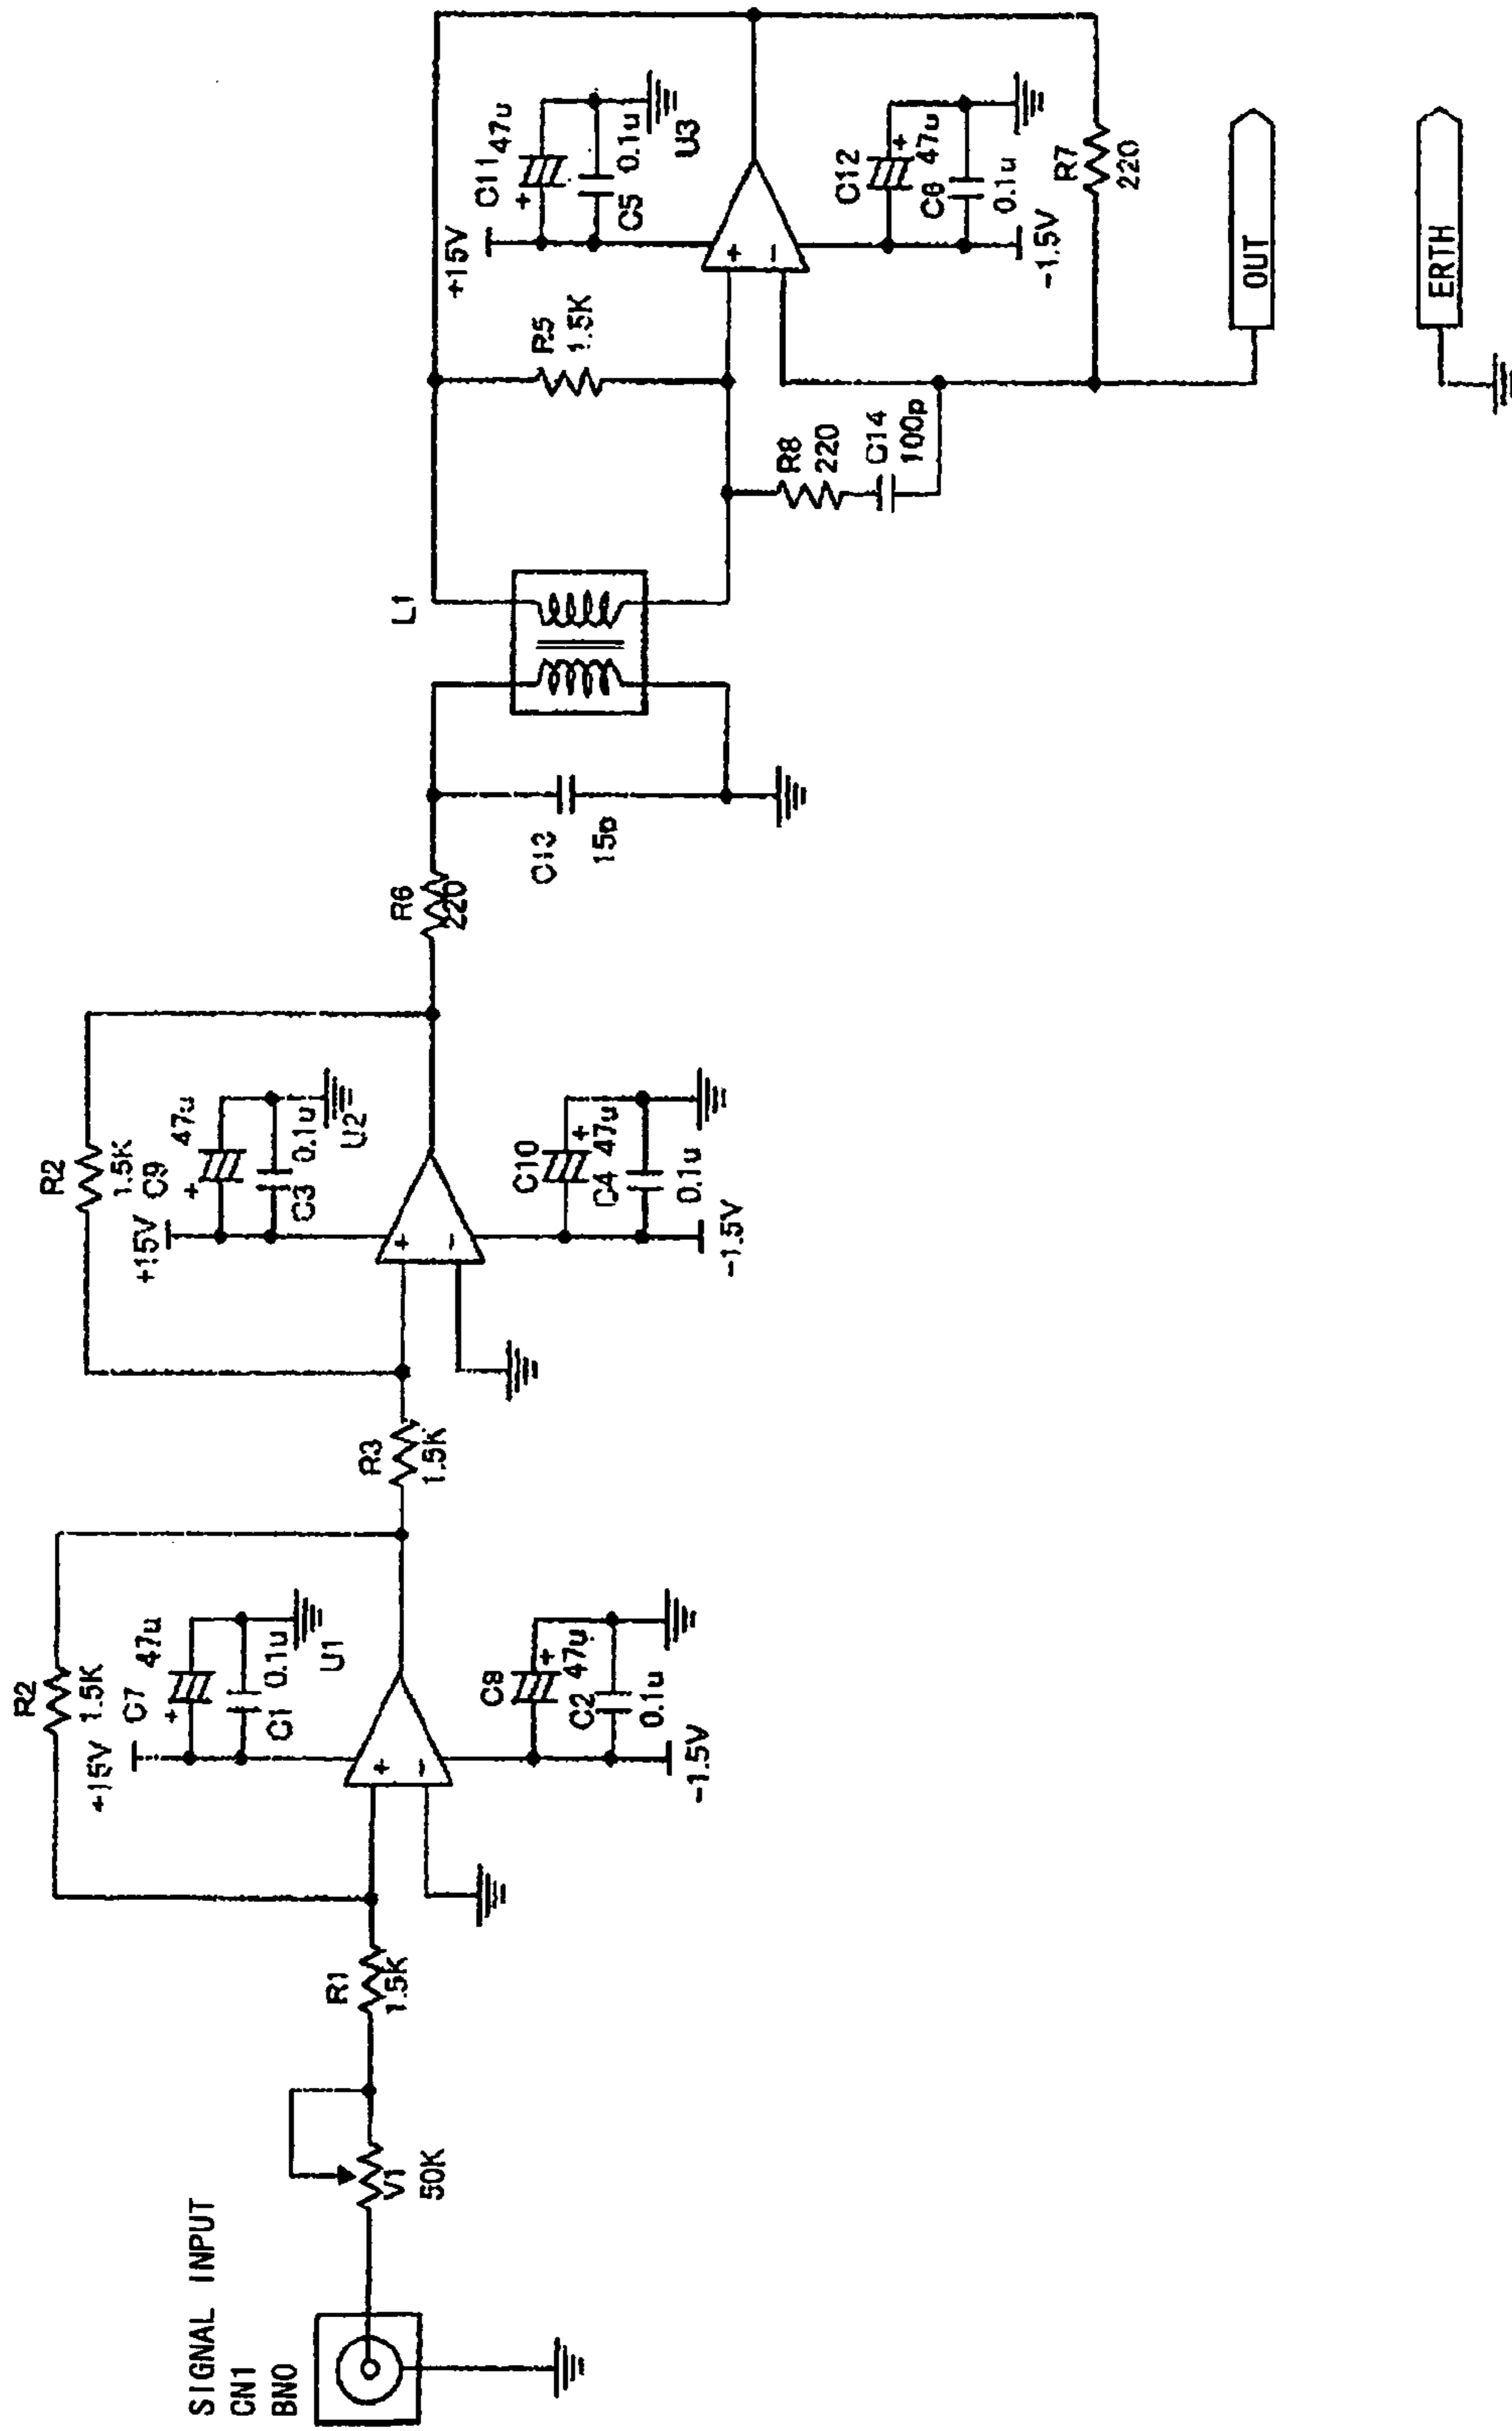 SIGNAL INPUT
CN1
BNO
V1
50K
R1
1.5K
R2
1.5K
+15V
C7
47u
C1
0.1u
U1
C8
47u
C2
0.1u
-1.5V
R3
1.5K
R2
1.5K
+15V
C9
47u
C3
0.1u
U2
C10
47u
C4
0.1u
-1.5V
R6
220
C13
15p
L1
R5
1.5K
R8
220
C14
100p
+15V
C11
47u
C5
0.1u
U3
C12
47u
C6
0.1u
-1.5V
R7
220
OUT
ERTH